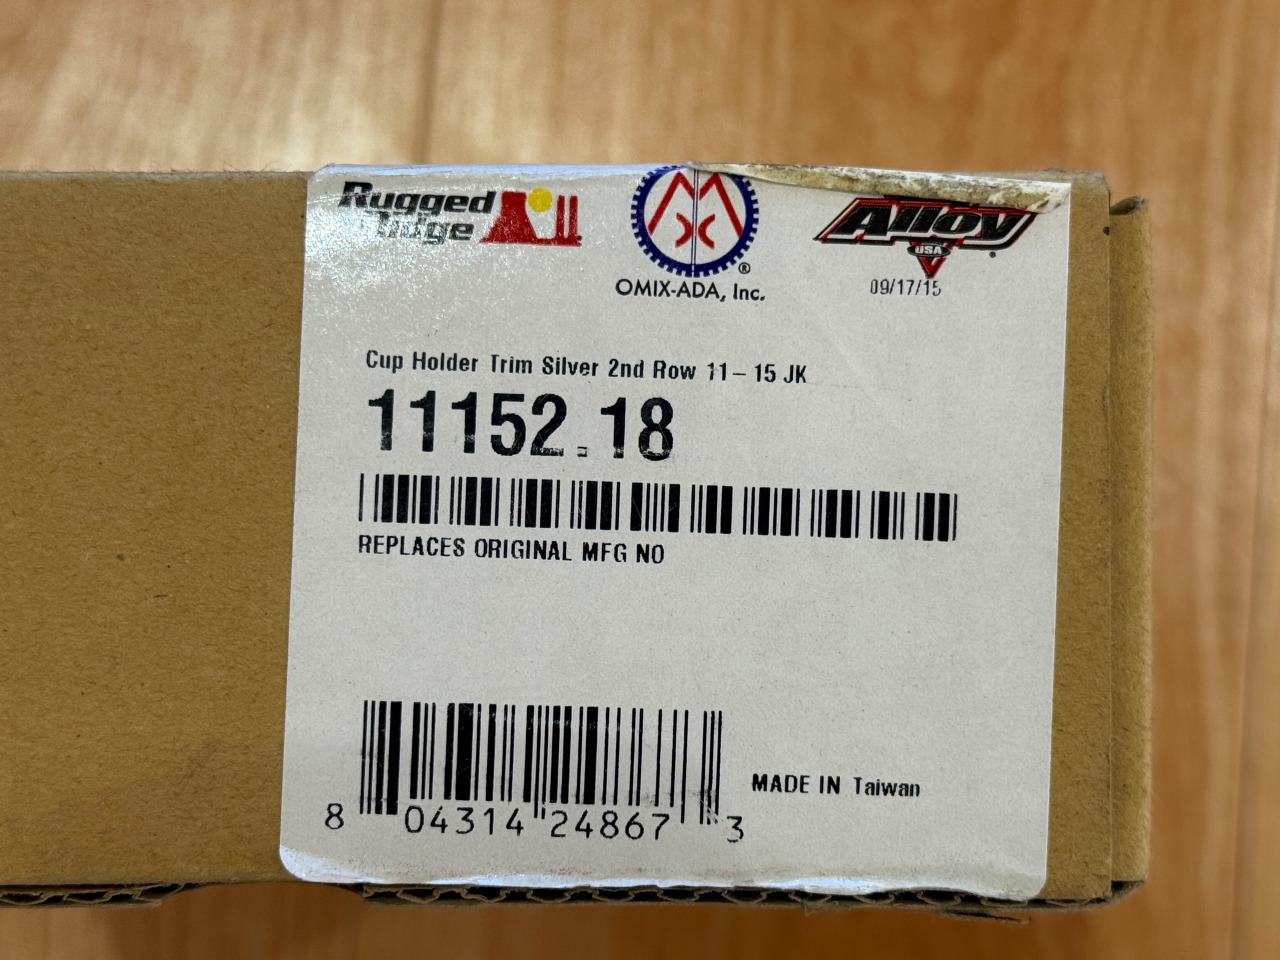 Rugged Ridge
®
OMIX-ADA, Inc.
Alloy
USA
09/17/15
Cup Holder Trim Silver 2nd Row 11-15 JK
11152.18
REPLACES ORIGINAL MFG NO
MADE IN Taiwan
8 04314 24867 3